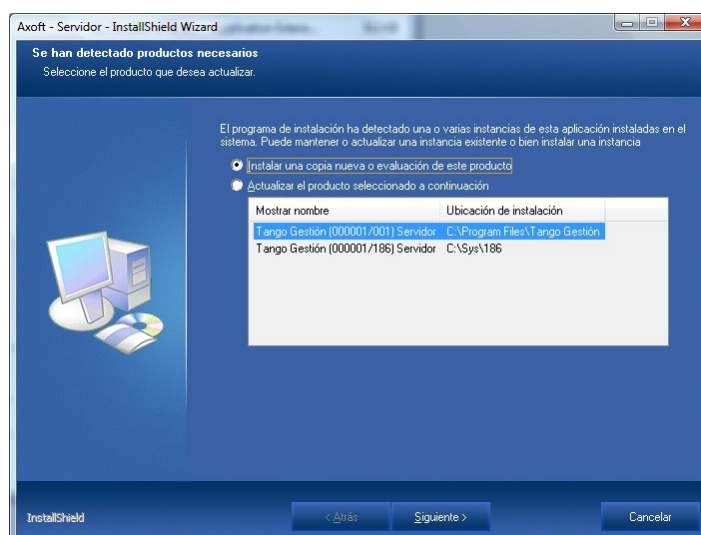 Axoft - Servidor - InstallShield Wizard
Se han detectado productos necesarios
Seleccione el producto que desea actualizar.
El programa de instalación ha detectado una o varias instancias de esta aplicación instaladas en el
sistema. Puede mantener o actualizar una instancia existente o bien instalar una instancia
Instalar una copia nueva o evaluación de este producto
Actualizar el producto seleccionado a continuación
Mostrar nombre Ubicación de instalación
Tango Gestión (000001/001) Servidor C:\Program Files\Tango Gestión
Tango Gestión (000001/186) Servidor C:\Sys\186
InstallShield < Atrás Siguiente > Cancelar